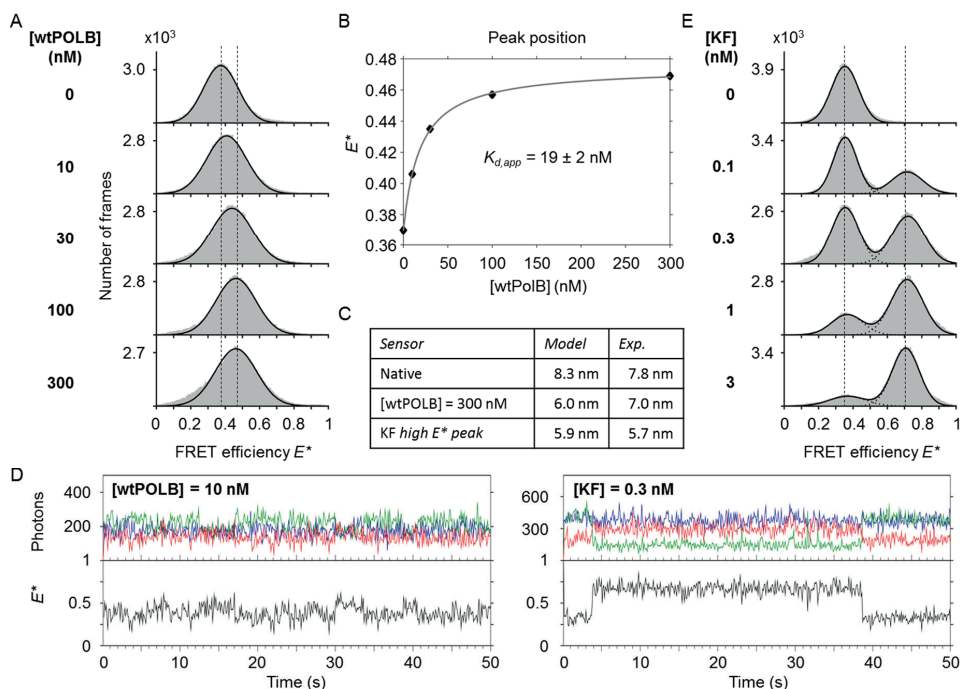 A
[wtPOLB]
(nM)
x10³
3.0
0
2.8
10
2.8
30
2.8
100
2.7
300
Number of frames
0 0.2 0.4 0.6 0.8 1
FRET efficiency E*
B
Peak position
0.48
0.46
0.44
0.42
0.40
0.38
0.36
E*
K_d,app = 19 ± 2 nM
0 50 100 150 200 250 300
[wtPolB] (nM)
C
Sensor Model Exp.
Native 8.3 nm 7.8 nm
[wtPOLB] = 300 nM 6.0 nm 7.0 nm
KF high E* peak 5.9 nm 5.7 nm
E
[KF]
(nM)
x10³
3.9
0
3.4
0.1
2.6
0.3
2.8
1
3.4
3
0 0.2 0.4 0.6 0.8 1
FRET efficiency E*
D
[wtPOLB] = 10 nM
400
200
Photons
1
0.5
0
E*
0 10 20 30 40 50
Time (s)
[KF] = 0.3 nM
600
300
1
0.5
0
0 10 20 30 40 50
Time (s)